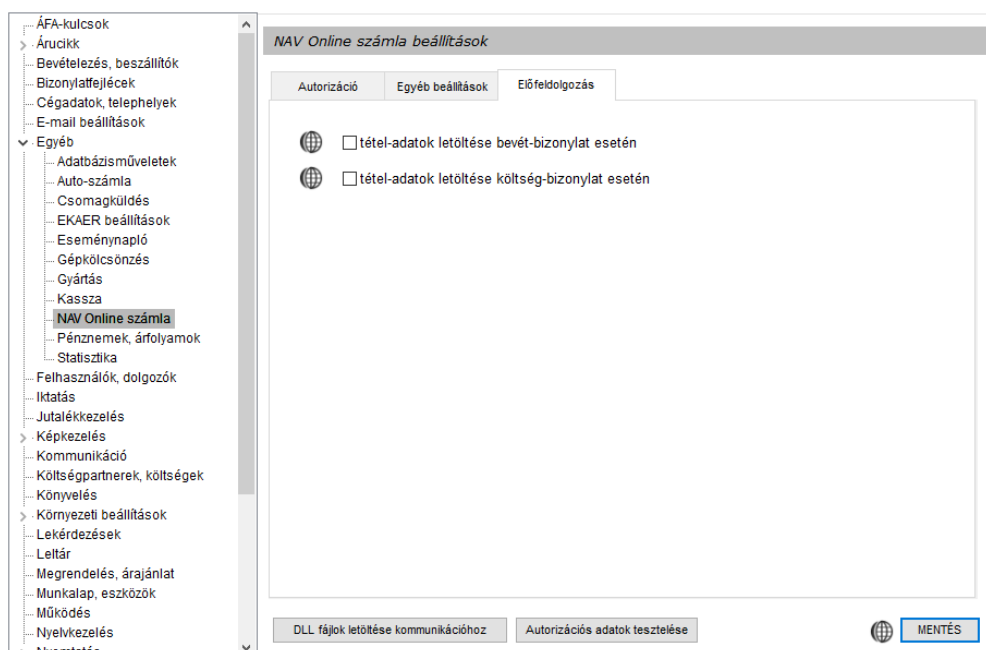 ÁFA-kulcsok
Árucikk
Bevételezés, beszállítók
Bizonylatfejlécek
Cégadatok, telephelyek
E-mail beállítások
Egyéb
Adatbázisműveletek
Auto-számla
Csomagküldés
EKAER beállítások
Eseménynapló
Gépkölcsönzés
Gyártás
Kassza
NAV Online számla
Pénznemek, árfolyamok
Statisztika
Felhasználók, dolgozók
Iktatás
Jutalékkezelés
Képkezelés
Kommunikáció
Költségpartnerek, költségek
Könyvelés
Környezeti beállítások
Lekérdezések
Leltár
Megrendelés, árajánlat
Munkalap, eszközök
Működés
Nyelvkezelés
NAV Online számla beállítások
Autorizáció Egyéb beállítások Előfeldolgozás
tétel-adatok letöltése bevét-bizonylat esetén
tétel-adatok letöltése költség-bizonylat esetén
DLL fájlok letöltése kommunikációhoz Autorizációs adatok tesztelése MENTÉS